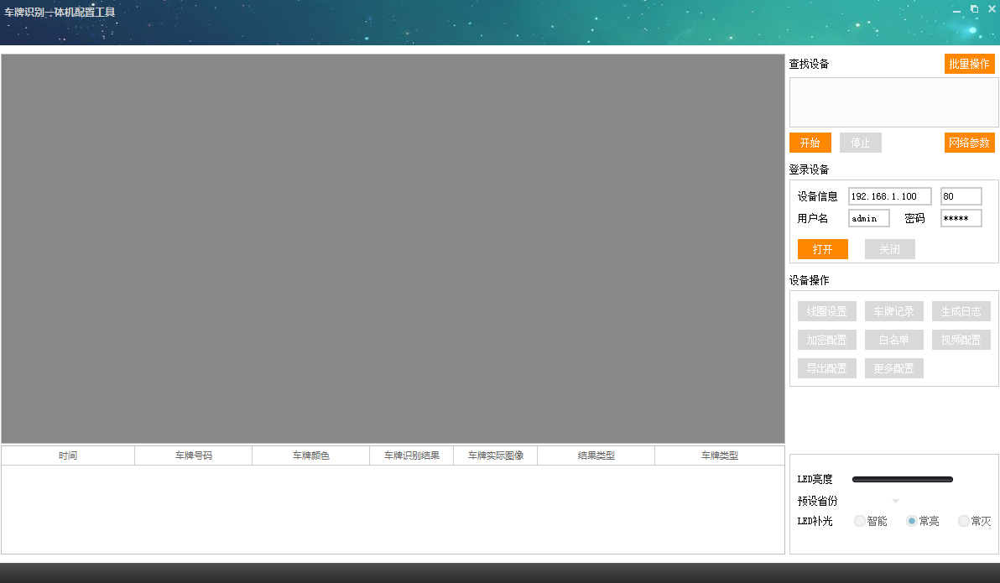 车牌识别一体机配置工具
查找设备 批里操作
开始 停止 网络参数
登录设备
设备信息 192.168.1.100 80
用户名 admin 密码 *****
打开 关闭
设备操作
线圈设置 车牌记录 生成日志
加密配置 白名单 视频配置
导出配置 更多配置
时间 车牌号码 车牌颜色 车牌识别结果 车牌实际图像 结果类型 车牌类型
LED亮度
预设省份
LED补光 智能 常亮 常灭